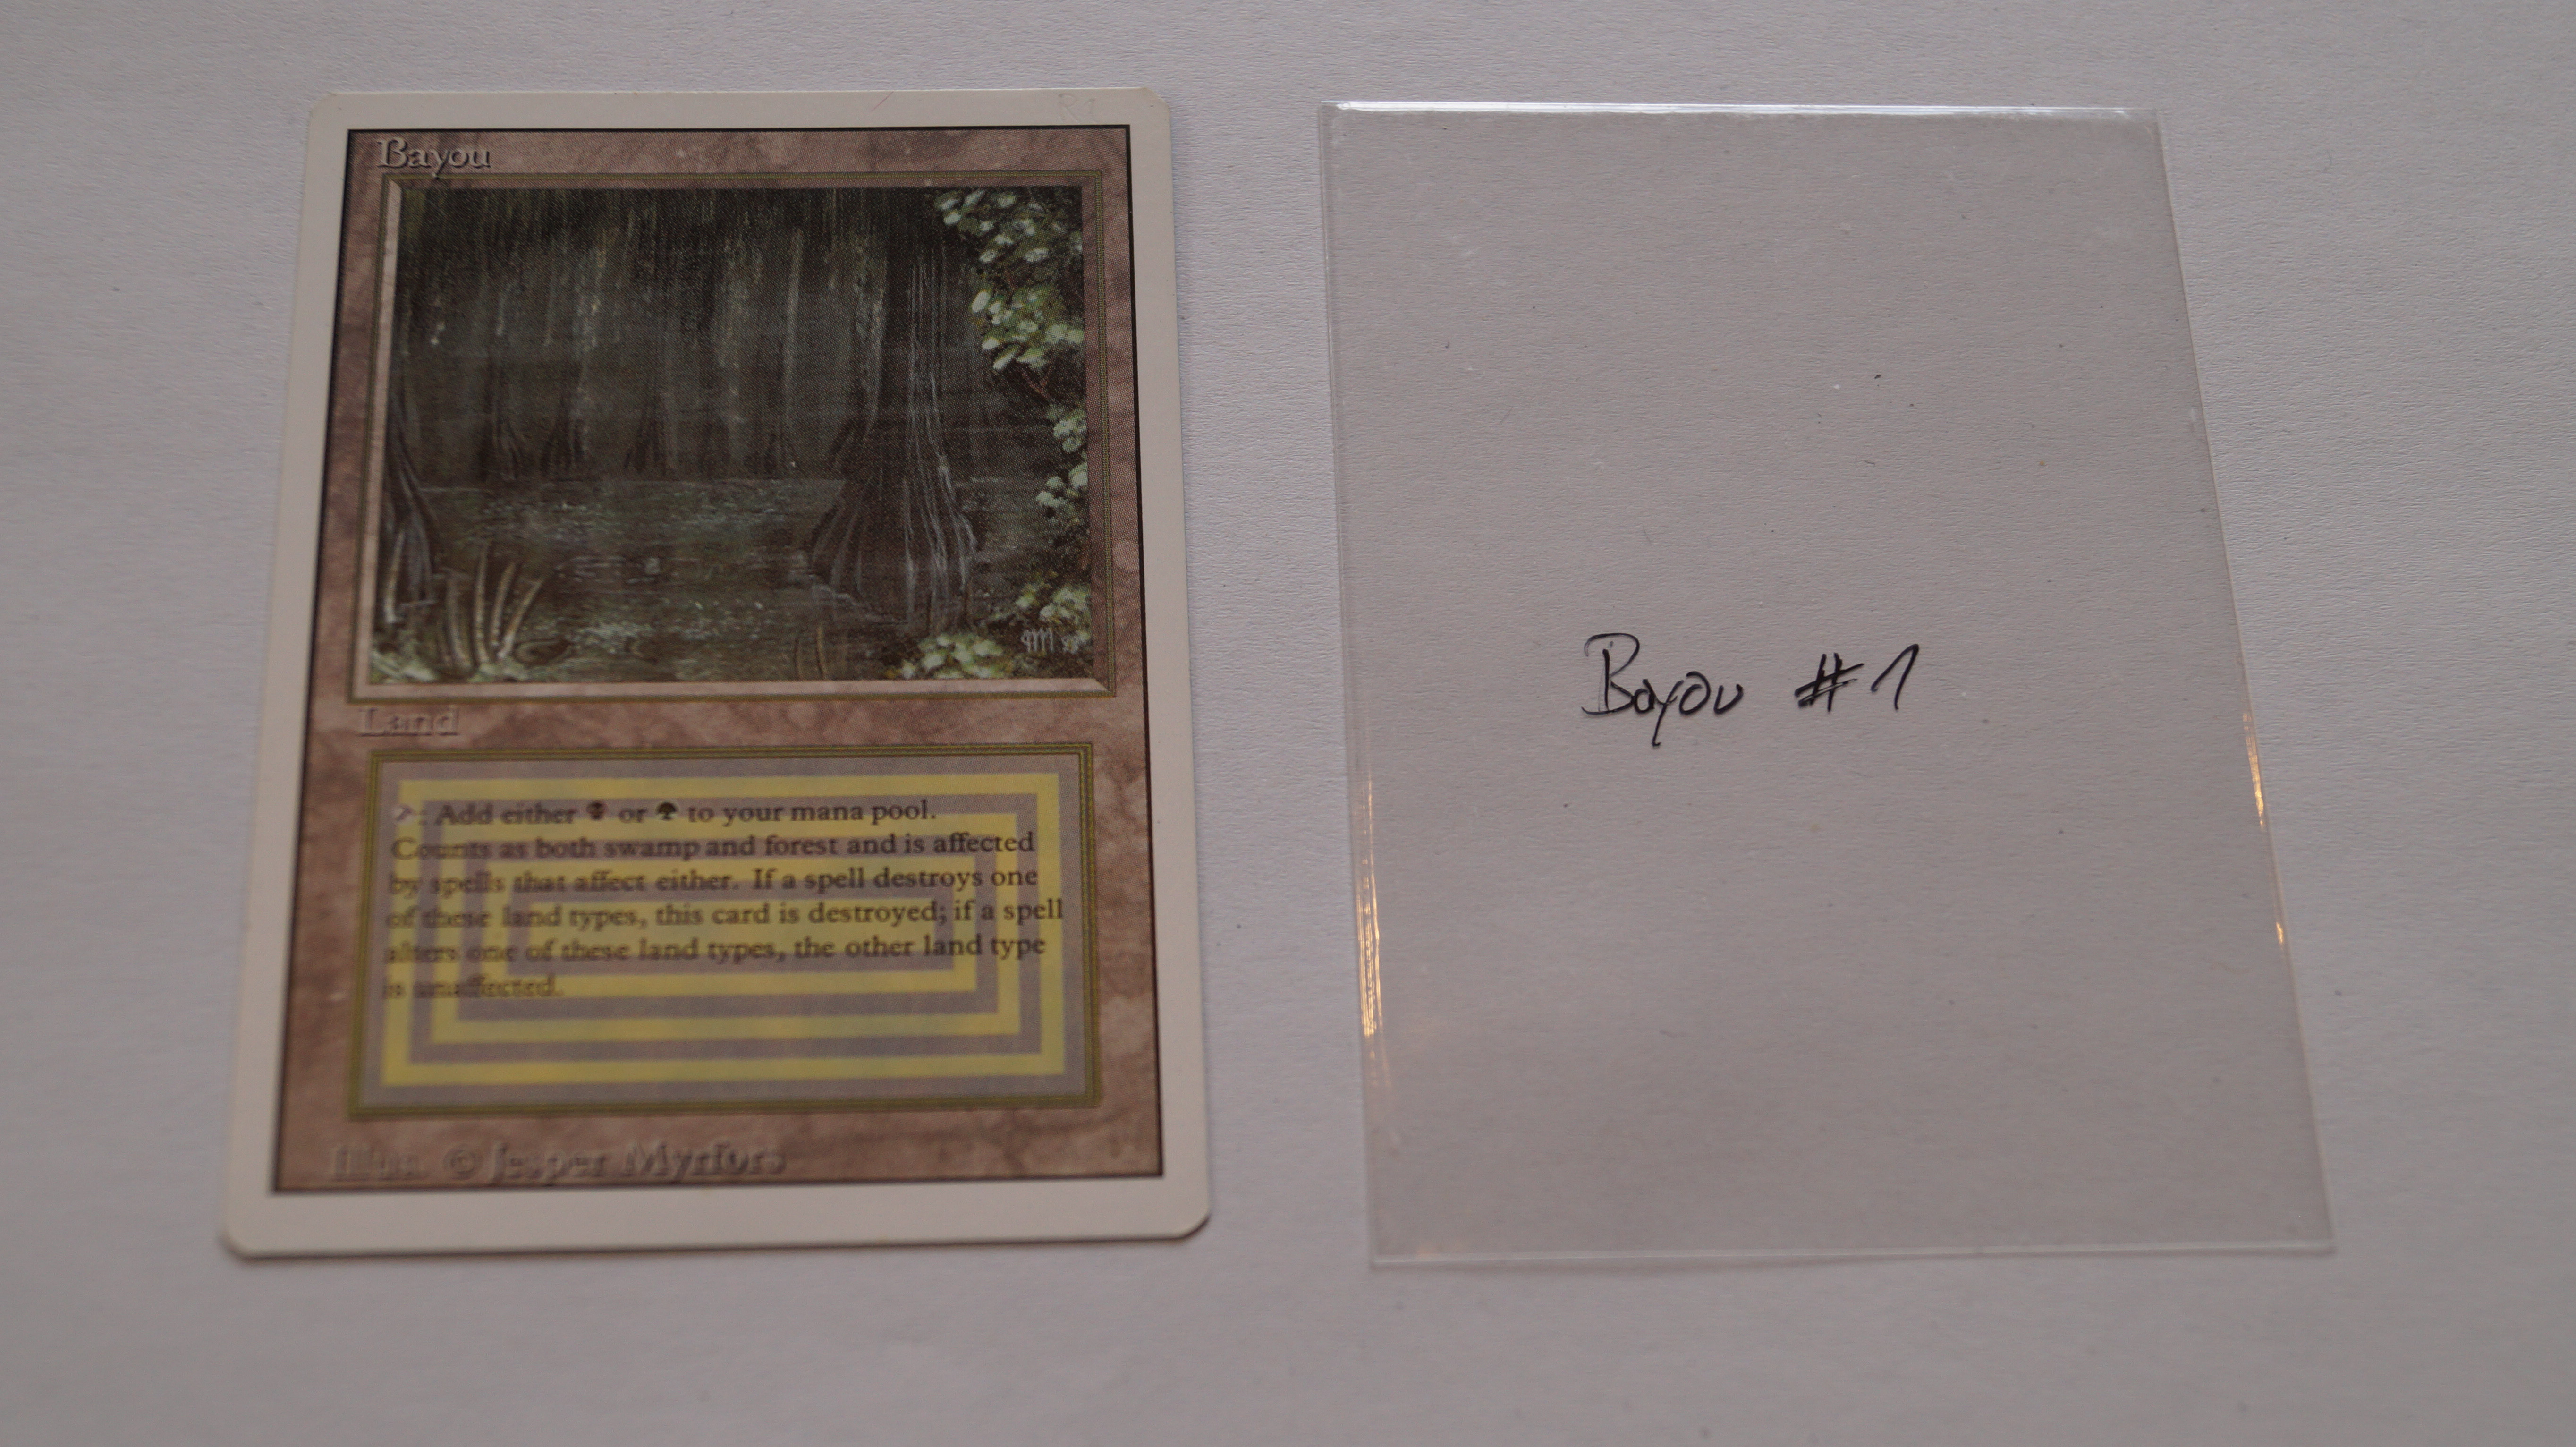 Bayou
Land
: Add either or to your mana pool.
Counts as both swamp and forest and is affected
by spells that affect either. If a spell destroys one
of these land types, this card is destroyed; if a spell
alters one of these land types, the other land type
is unaffected.
Illus. © Jesper Myrfors
Bayou #1